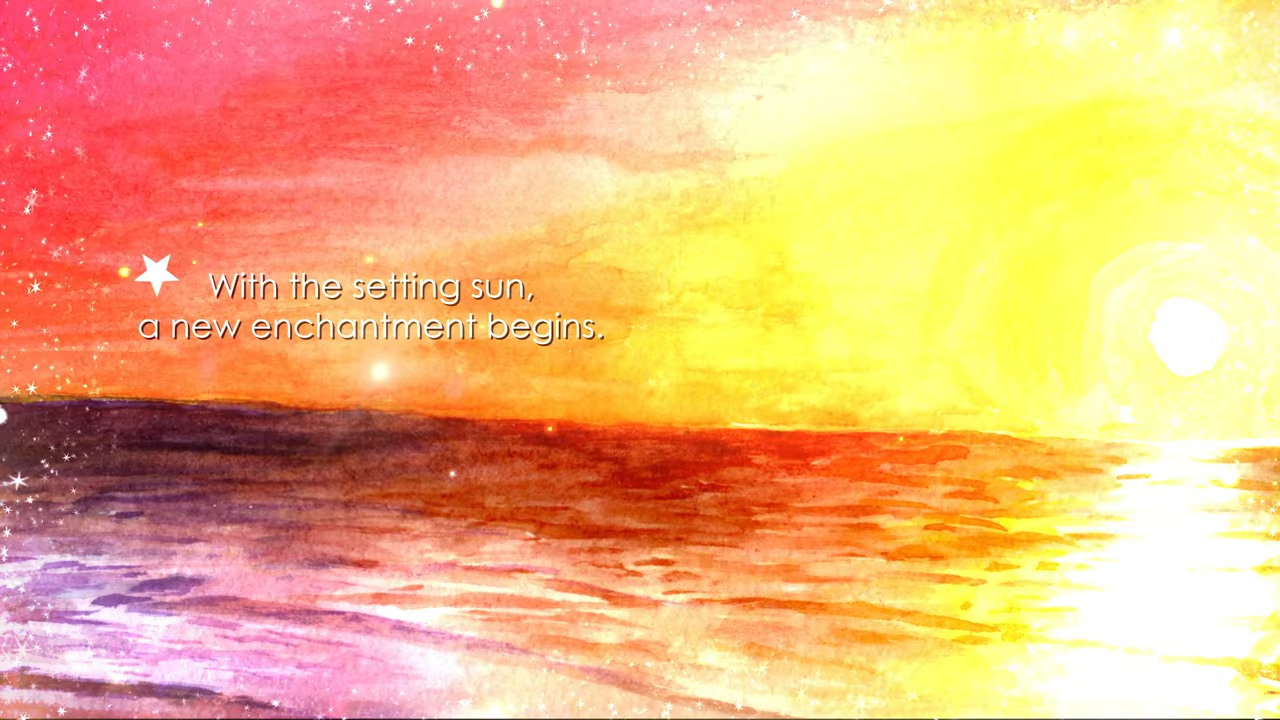 With the setting sun,
a new enchantment begins.